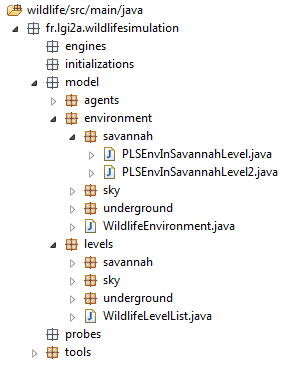 wildlife/src/main/java
fr.lgi2a.wildlifesimulation
engines
initializations
model
agents
environment
savannah
PLSEnvInSavannahLevel.java
PLSEnvInSavannahLevel2.java
sky
underground
WildlifeEnvironment.java
levels
savannah
sky
underground
WildlifeLevelList.java
probes
tools